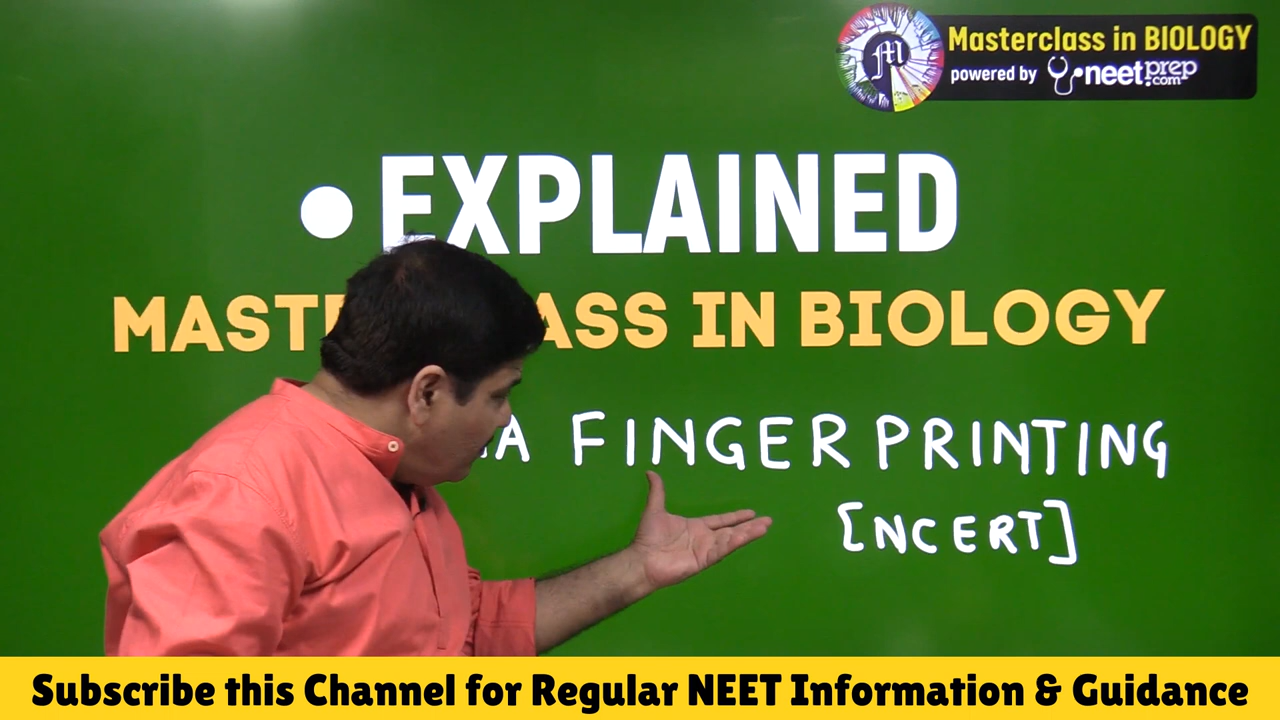 Masterclass in BIOLOGY
powered by neetprep.com
M
• EXPLAINED
ASS IN BIOLOGY
A FINGERPRINTING
[NCERT]
Subscribe this Channel for Regular NEET Information & Guidance